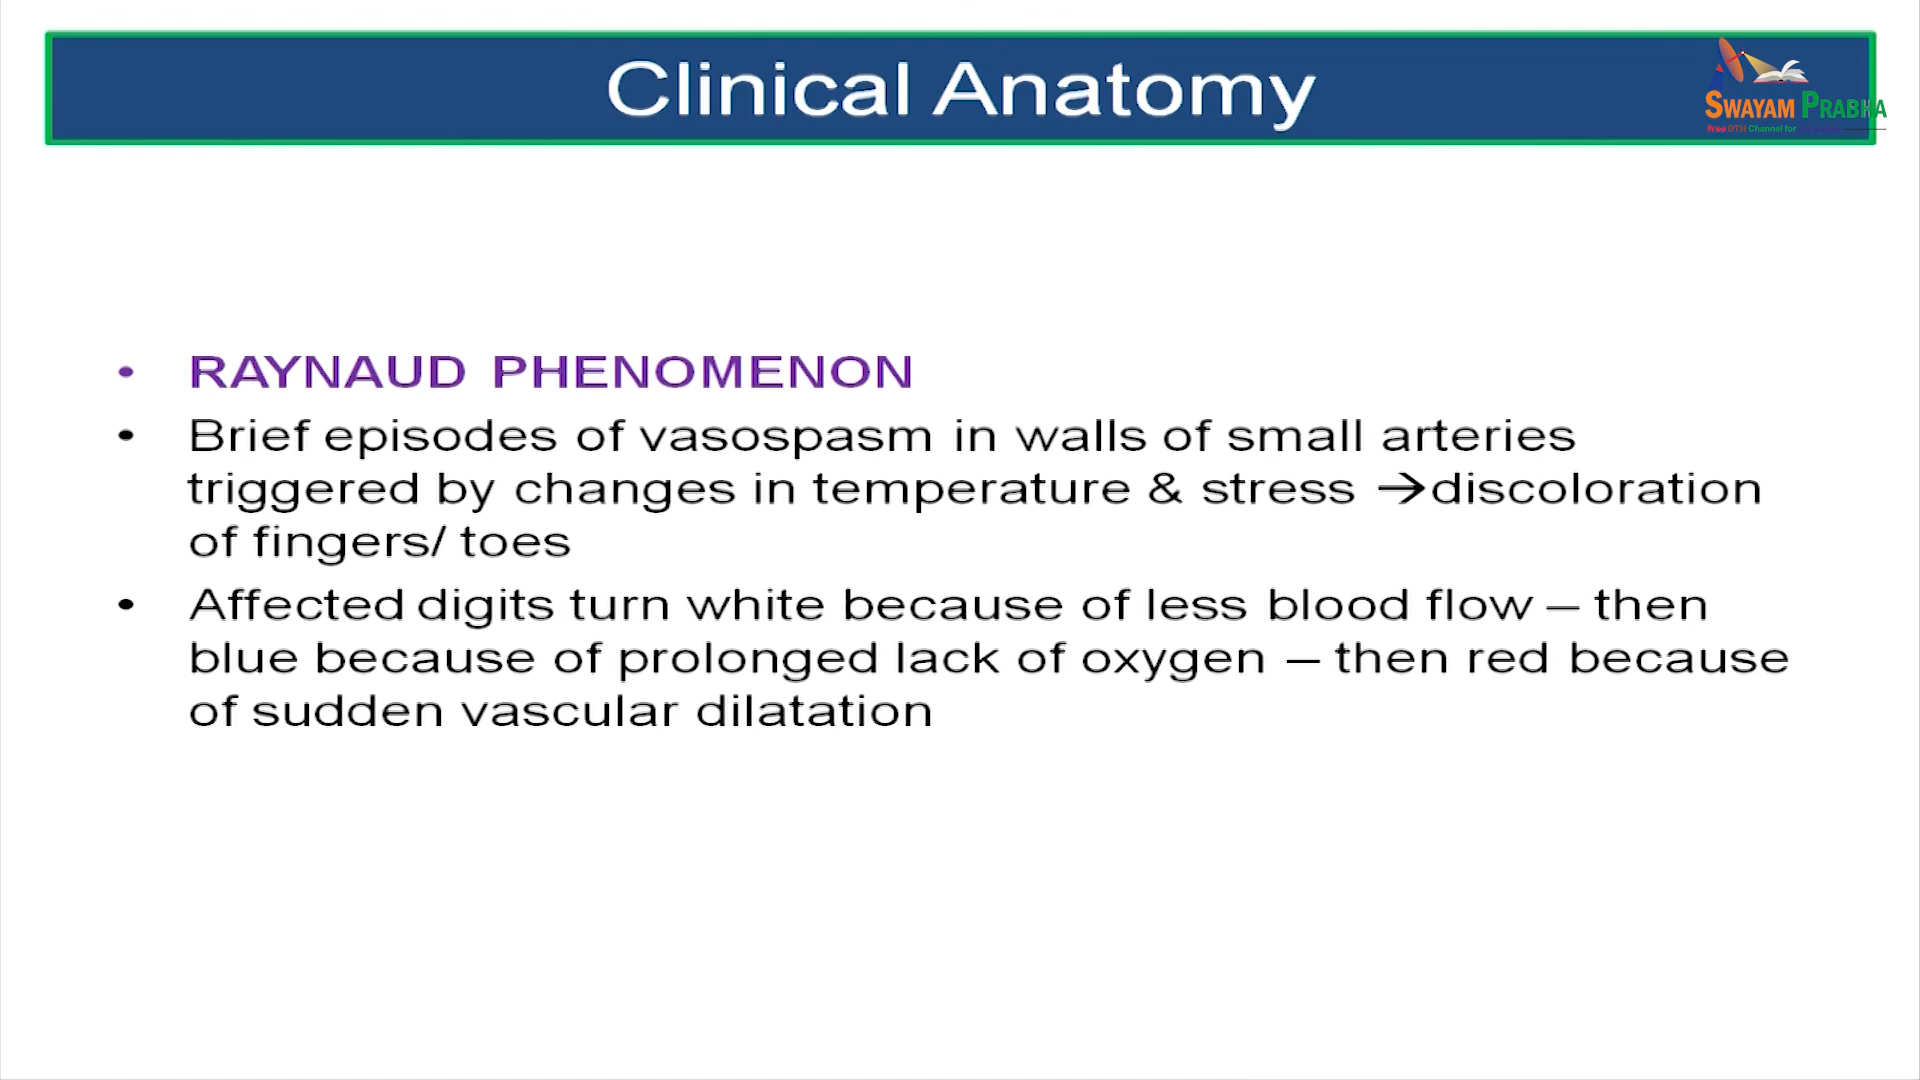 Clinical Anatomy
SWAYAM PRABHA
Free DTH Channel for
• RAYNAUD PHENOMENON
• Brief episodes of vasospasm in walls of small arteries
triggered by changes in temperature & stress →discoloration
of fingers/ toes
• Affected digits turn white because of less blood flow – then
blue because of prolonged lack of oxygen – then red because
of sudden vascular dilatation